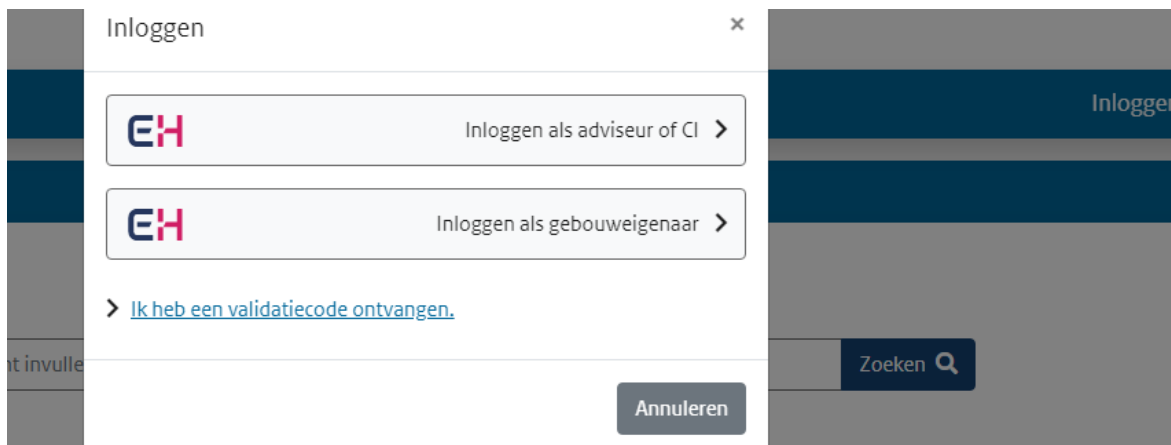 Inloggen
×
Inloggen
EH Inloggen als adviseur of CI
EH Inloggen als gebouweigenaar
Ik heb een validatiecode ontvangen.
Zoeken
Annuleren